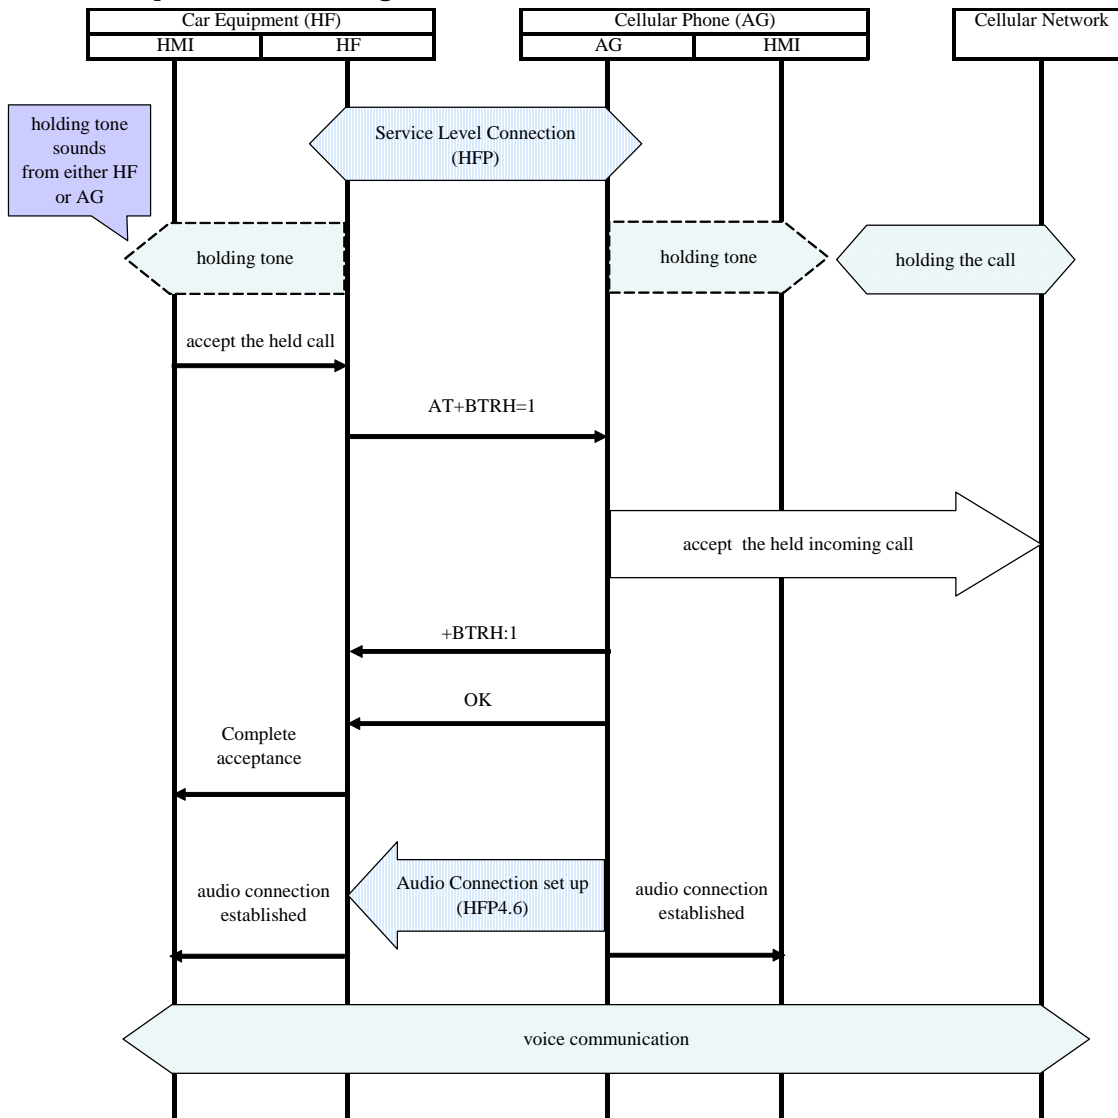 Car Equipment (HF)
Cellular Phone (AG)
Cellular Network
HMI
HF
AG
HMI
holding tone
sounds
from either HF
or AG
Service Level Connection
(HFP)
holding tone
holding tone
holding the call
accept the held call
AT+BTRH=1
accept the held incoming call
+BTRH:1
OK
Complete
acceptance
Audio Connection set up
(HFP4.6)
audio connection
established
audio connection
established
voice communication